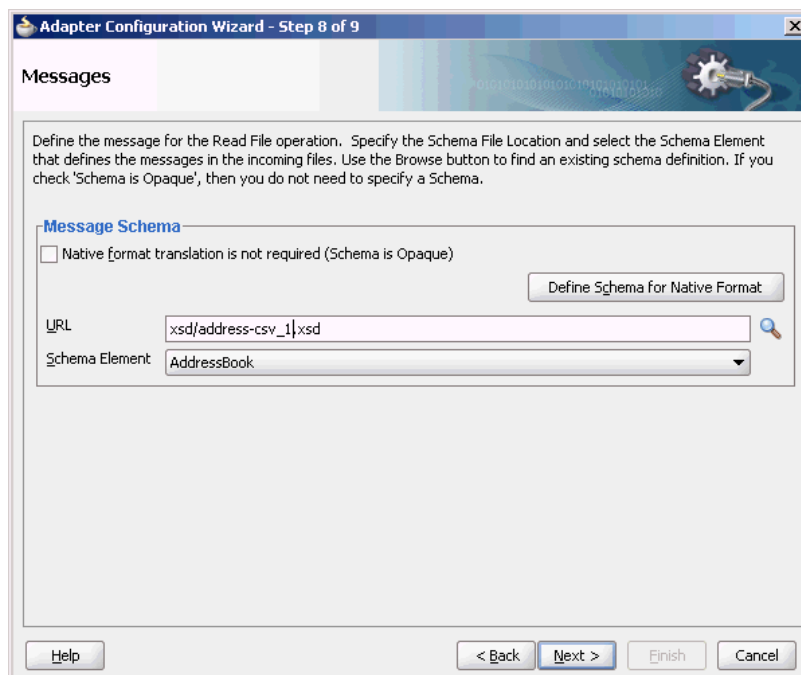 Adapter Configuration Wizard - Step 8 of 9
Messages
Define the message for the Read File operation.  Specify the Schema File Location and select the Schema Element
that defines the messages in the incoming files. Use the Browse button to find an existing schema definition. If you
check 'Schema is Opaque', then you do not need to specify a Schema.
Message Schema
Native format translation is not required (Schema is Opaque)
Define Schema for Native Format
URL
xsd/address-csv_1.xsd
Schema Element
AddressBook
Help
< Back
Next >
Finish
Cancel